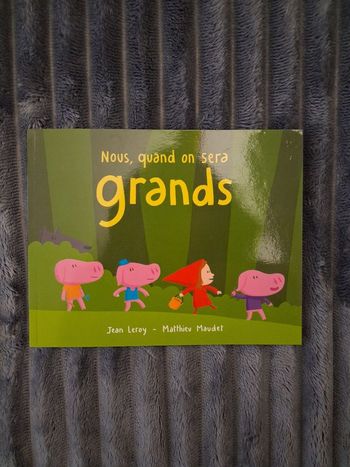 Nous, quand on sera
grands
Jean Leroy - Matthieu Maudet